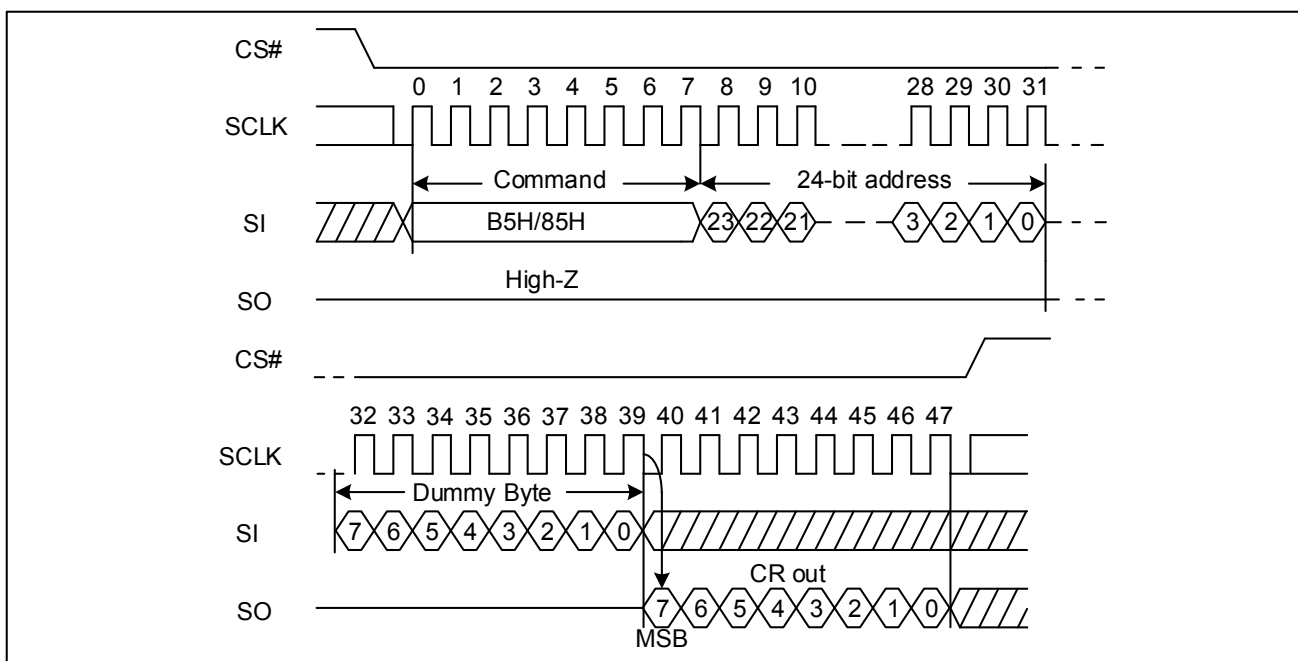 CS#
0 1 2 3 4 5 6 7 8 9 10 28 29 30 31
SCLK
Command 24-bit address
SI B5H/85H 23 22 21 3 2 1 0
High-Z
SO
CS#
32 33 34 35 36 37 38 39 40 41 42 43 44 45 46 47
SCLK
Dummy Byte
SI 7 6 5 4 3 2 1 0
CR out
SO 7 6 5 4 3 2 1 0
MSB